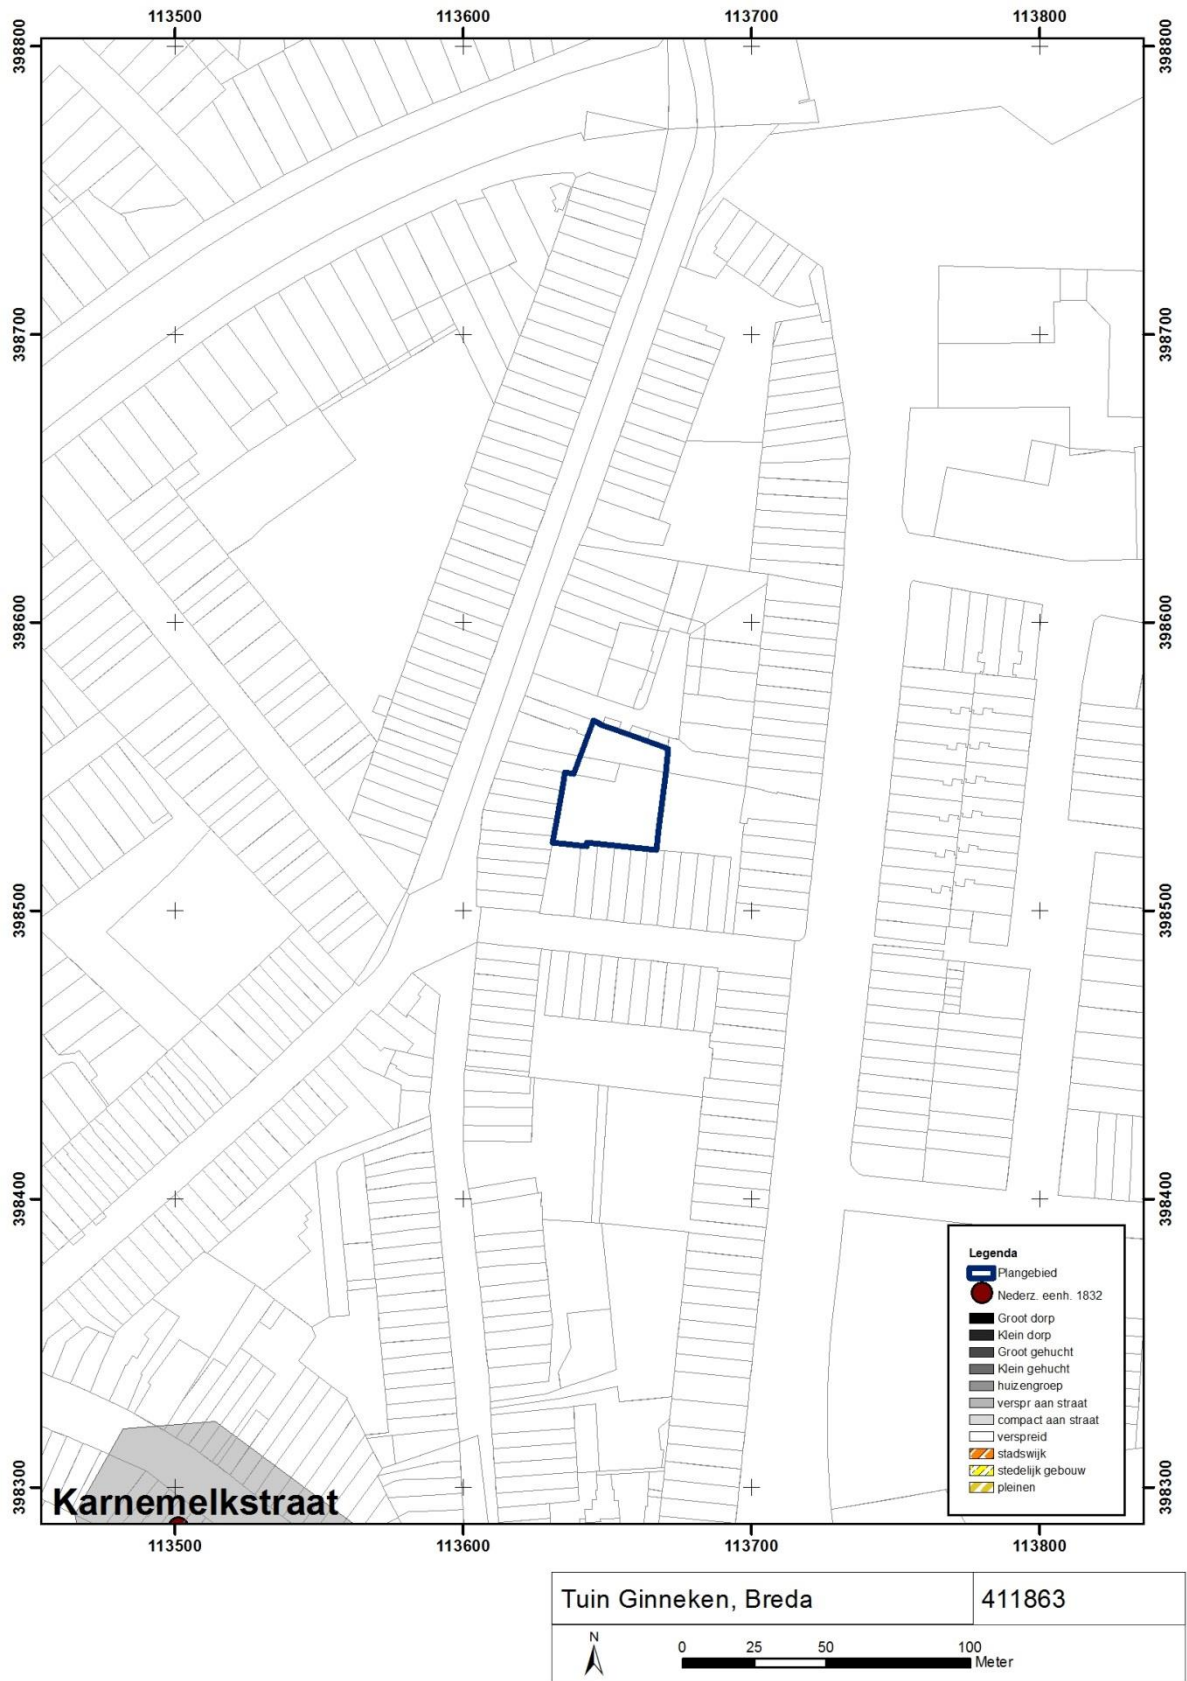 113500 113600 113700 113800
398800 398800
398700 398700
398600 398600
398500 398500
398400 398400
398300 398300
Legenda
Plangebied
Nederz. eenh. 1832
Groot dorp
Klein dorp
Groot gehucht
Klein gehucht
huizengroep
verspr aan straat
compact aan straat
verspreid
stadswijk
stedelijk gebouw
pleinen
Karnemelkstraat
113500 113600 113700 113800
Tuin Ginneken, Breda 411863
N
0 25 50 100
Meter